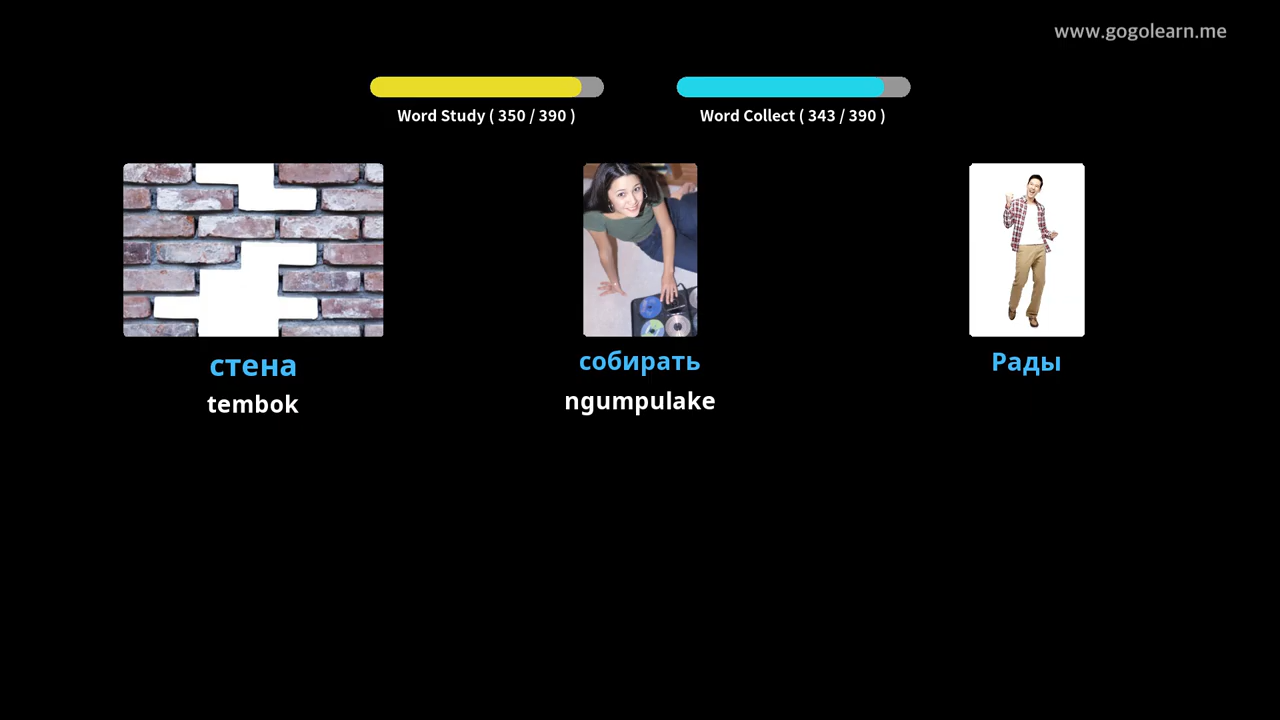 www.gogolearn.me
Word Study ( 350 / 390 )
Word Collect ( 343 / 390 )
стена
tembok
собирать
ngumpulake
Рады